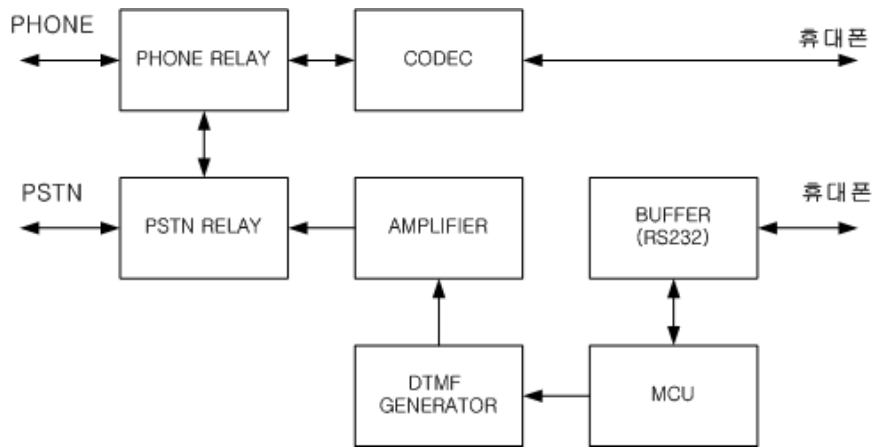 PHONE
PHONE RELAY
CODEC
휴대폰
PSTN
PSTN RELAY
AMPLIFIER
BUFFER
(RS232)
휴대폰
DTMF
GENERATOR
MCU